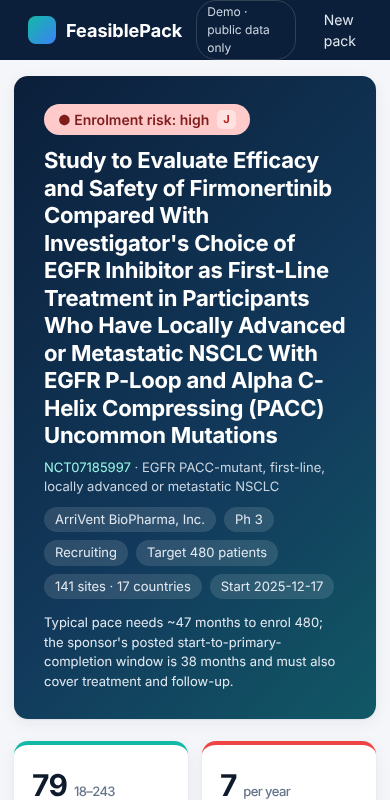 FeasiblePack
Demo ·
public data
only
New
pack
Enrolment risk: high J
Study to Evaluate Efficacy
and Safety of Firmonertinib
Compared With
Investigator's Choice of
EGFR Inhibitor as First-Line
Treatment in Participants
Who Have Locally Advanced
or Metastatic NSCLC With
EGFR P-Loop and Alpha C-
Helix Compressing (PACC)
Uncommon Mutations
NCT07185997 · EGFR PACC-mutant, first-line,
locally advanced or metastatic NSCLC
ArriVent BioPharma, Inc. Ph 3
Recruiting Target 480 patients
141 sites · 17 countries Start 2025-12-17
Typical pace needs ~47 months to enrol 480;
the sponsor's posted start-to-primary-
completion window is 38 months and must also
cover treatment and follow-up.
79 18–243
7 per year